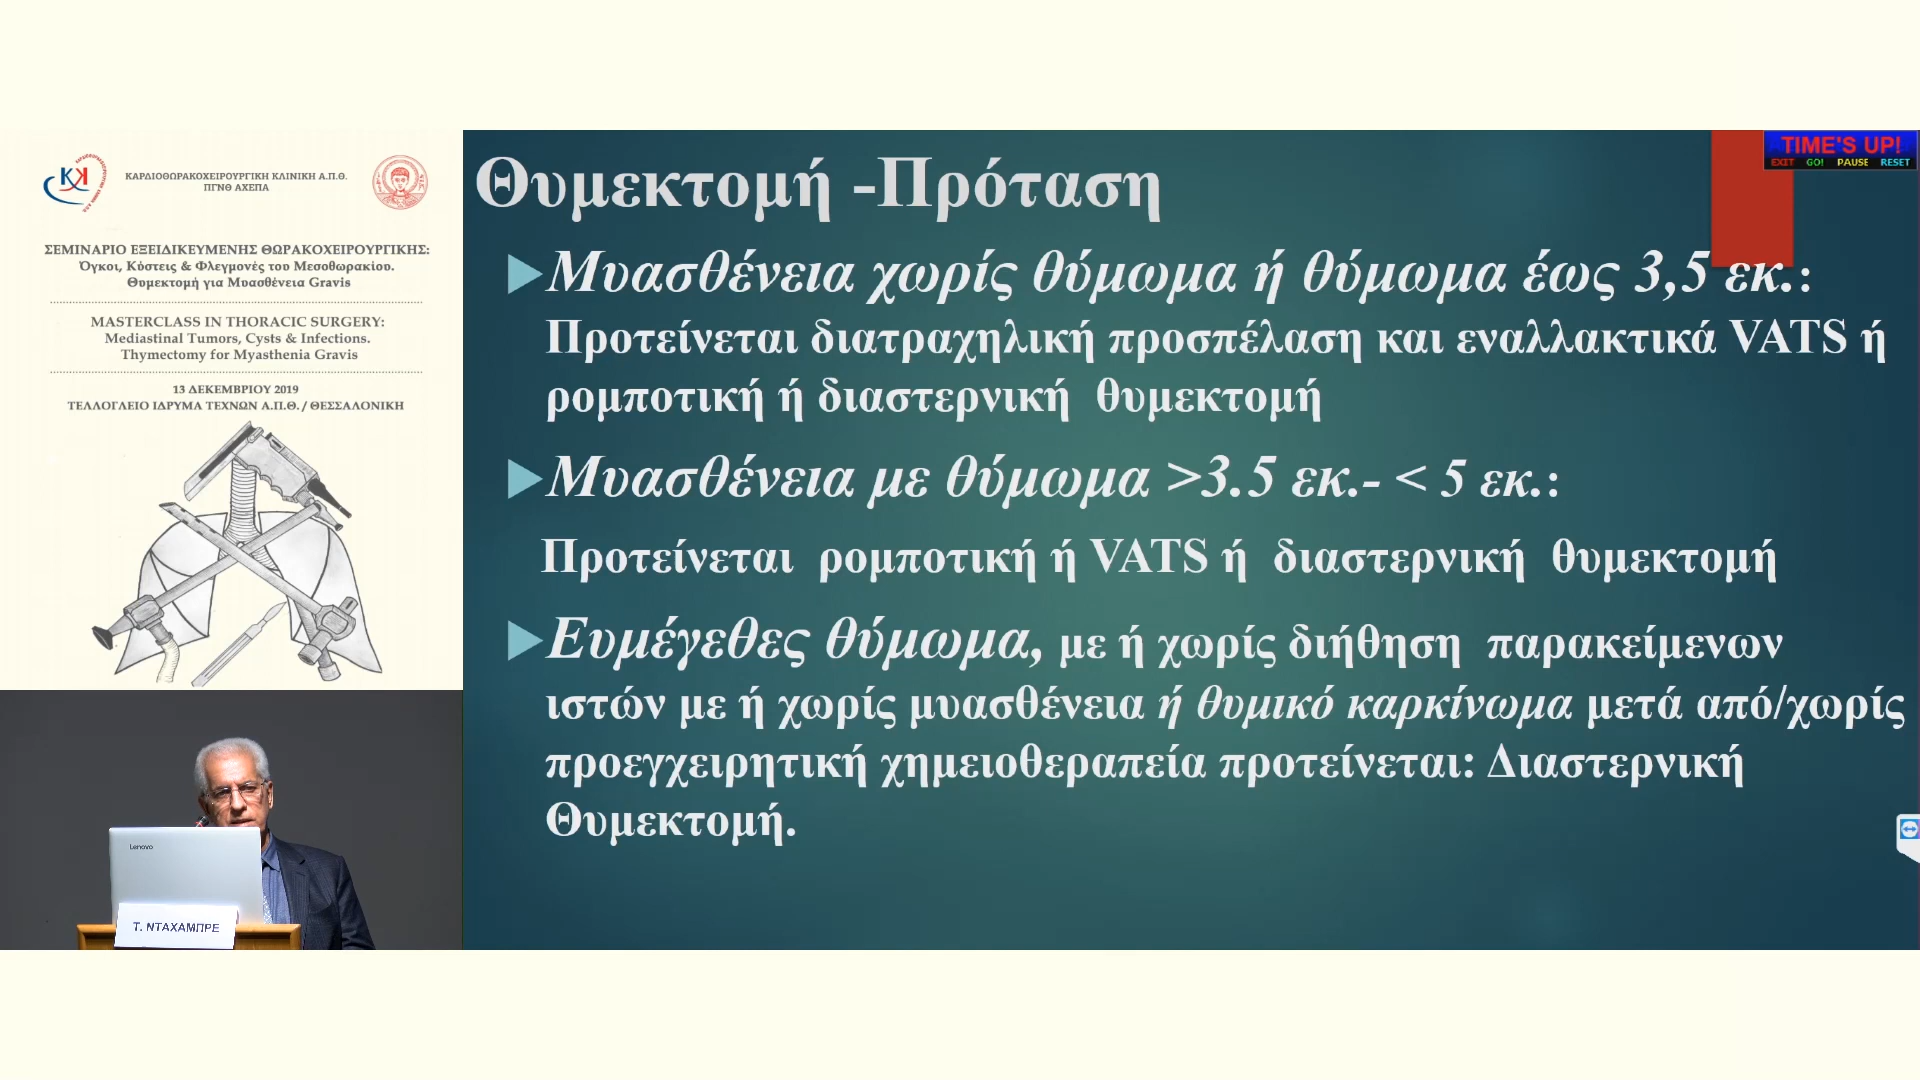 ΚΚ
ΚΑΡΔΙΟΘΩΡΑΚΟΧΕΙΡΟΥΡΓΙΚΗ ΚΛΙΝΙΚΗ Α.Π.Θ.
ΠΓΝΘ ΑΧΕΠΑ
ΣΕΜΙΝΑΡΙΟ ΕΞΕΙΔΙΚΕΥΜΕΝΗΣ ΘΩΡΑΚΟΧΕΙΡΟΥΡΓΙΚΗΣ:
Όγκοι, Κύστεις & Φλεγμονές του Μεσοθωρακίου.
Θυμεκτομή για Μυασθένεια Gravis
MASTERCLASS IN THORACIC SURGERY:
Mediastinal Tumors, Cysts & Infections.
Thymectomy for Myasthenia Gravis
13 ΔΕΚΕΜΒΡΙΟΥ 2019
ΤΕΛΛΟΓΛΕΙΟ ΙΔΡΥΜΑ ΤΕΧΝΩΝ Α.Π.Θ. / ΘΕΣΣΑΛΟΝΙΚΗ
Lenovo
Τ. ΝΤΑΧΑΜΠΡΕ
TIME'S UP!
EXIT GO! PAUSE RESET
Θυμεκτομή -Πρόταση
Μυασθένεια χωρίς θύμωμα ή θύμωμα έως 3,5 εκ.:
Προτείνεται διατραχηλική προσπέλαση και εναλλακτικά VATS ή
ρομποτική ή διαστερνική θυμεκτομή
Μυασθένεια με θύμωμα >3.5 εκ.- < 5 εκ.:
Προτείνεται ρομποτική ή VATS ή διαστερνική θυμεκτομή
Ευμέγεθες θύμωμα, με ή χωρίς διήθηση παρακείμενων
ιστών με ή χωρίς μυασθένεια ή θυμικό καρκίνωμα μετά από/χωρίς
προεγχειρητική χημειοθεραπεία προτείνεται: Διαστερνική
Θυμεκτομή.